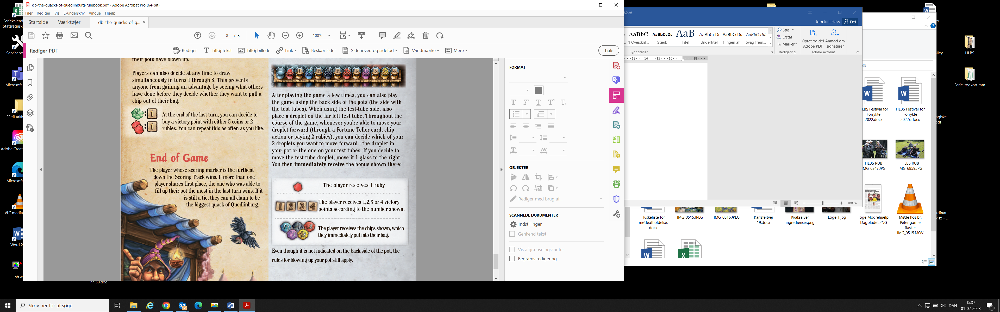 db-the-quacks-of-quedlinburg-rulebook.pdf - Adobe Acrobat Pro (64-bit)
Filer Rediger Vis E-underskriv Vindue Hjælp
Startside Værktøjer db-the-quacks-of-q...
8 / 8 100%
Rediger PDF Rediger Tilføj tekst Tilføj billede Link Beskær sider Sidehoved og sidefod Vandmærke Mere Luk
their pots have blown up.
Players can also decide at any time to draw
simultaneously in turns 1 through 8. This prevents
anyone from gaining an advantage by seeing what others
have done before they decide whether they want to pull a
chip out of their bag.
5 : 1
: 1
At the end of the last turn, you can decide to
buy a victory point with either 5 coins or 2
rubies. You can repeat this as often as you like.
End of Game
The player whose scoring marker is the furthest
down the Scoring Track wins. If more than one
player shares first place, the one who was able to
fill up their pot the most in the last turn wins. If it
is still a tie, they can all claim to be
the biggest quack of Quedlinburg.
1 2 2 3 3 4
After playing the game a few times, you can also play
the game using the back side of the pots (the side with
the test tubes). When using the test-tube side, also
place a droplet on the far left test tube. Throughout the
course of the game, whenever you're able to move your
droplet forward (through a Fortune Teller card, chip
action or paying 2 rubies), you can decide which of your
2 droplets you want to move forward - the droplet in
your pot or the one on your test tubes. If you decide to
move the test tube droplet, move it 1 glass to the right.
You then immediately receive the bonus shown there:
The player receives 1 ruby
1 2 3 4
The player receives 1,2,3 or 4 victory
points according to the number shown.
The player receives the chips shown, which
they immediately put into their bag.
Even though it is not indicated on the back side of the pot, the
rules for blowing up your pot still apply.
FORMAT
OBJEKTER
Rediger med brug af...
SCANNEDE DOKUMENTER
Indstillinger
Genkend tekst
Vis afgrænsningskanter
Begræns redigering
Word
Jørn Juul Hess Del
AaBbC AaBbCcDc AaB AaBbCcD AaBbCcDd AaBbCcDd
¶ Overskrif... Stærk Titel Undertitel ¶ Ingen af... Svag frem...
Typografier
Søg
Erstat
Markér
Redigering
Opret og del
Adobe PDF
Anmod om
signaturer
Adobe Acrobat
13 14 15 16 18
100 %
LBS Festival for
Forrykte
2022.docx
HLBS Festival for
Forrykte
2022x.docx
HLBS RUB
IMG_6347.JPG
HLBS RUB
IMG_6859.JPG
Huskeliste for
mødeafholdelse.
docx
IMG_0515.JPEG
IMG_0516.JPEG
Karlsfeltvej
19.docx
Kvaksalver
ingredienser.png
Loge 1.jpg
loge Mødrehjælp
Dagbladet.PNG
Møde hos br.
Peter gamle
flasker
IMG_0515.MOV
Feriekalend
Statsregnska
Servicepo
Microsoft
F2 til arkiv
Adobe Creati
Microsoft
VLC media
Word 2
sb.ws
nr. 50.doc
HLBS
Ferie, togkort mm
Skriv her for at søge
DAN
15:37
01-02-2023
1